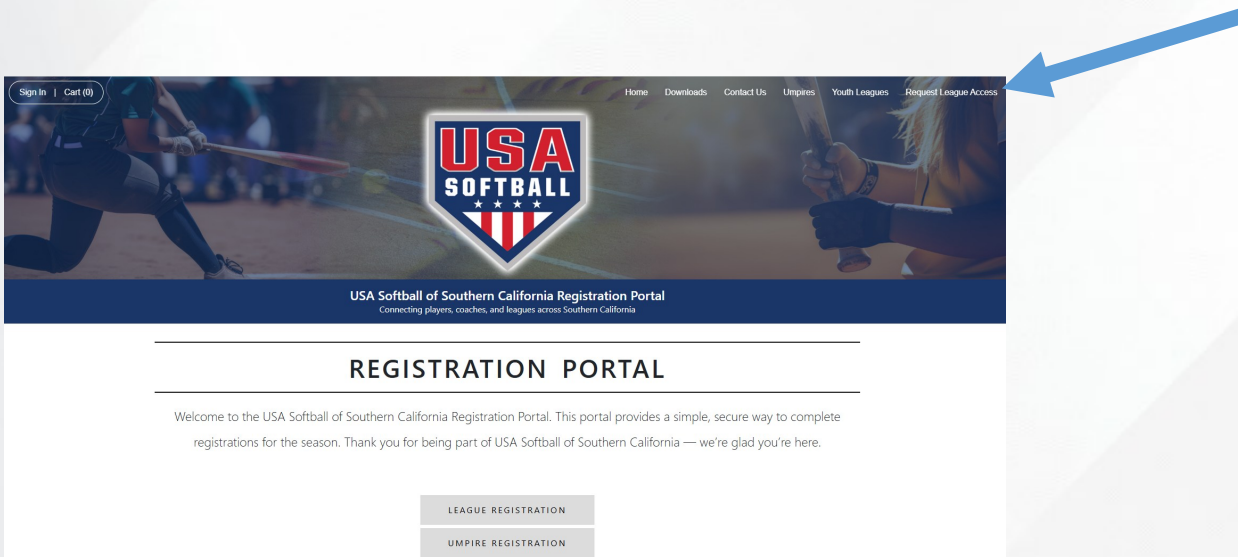 Sign In | Cart (0)
Home Downloads Contact Us Umpires Youth Leagues Request League Access
USA
SOFTBALL
USA Softball of Southern California Registration Portal
Connecting players, coaches, and leagues across Southern California
REGISTRATION PORTAL
Welcome to the USA Softball of Southern California Registration Portal. This portal provides a simple, secure way to complete
registrations for the season. Thank you for being part of USA Softball of Southern California — we're glad you're here.
LEAGUE REGISTRATION
UMPIRE REGISTRATION